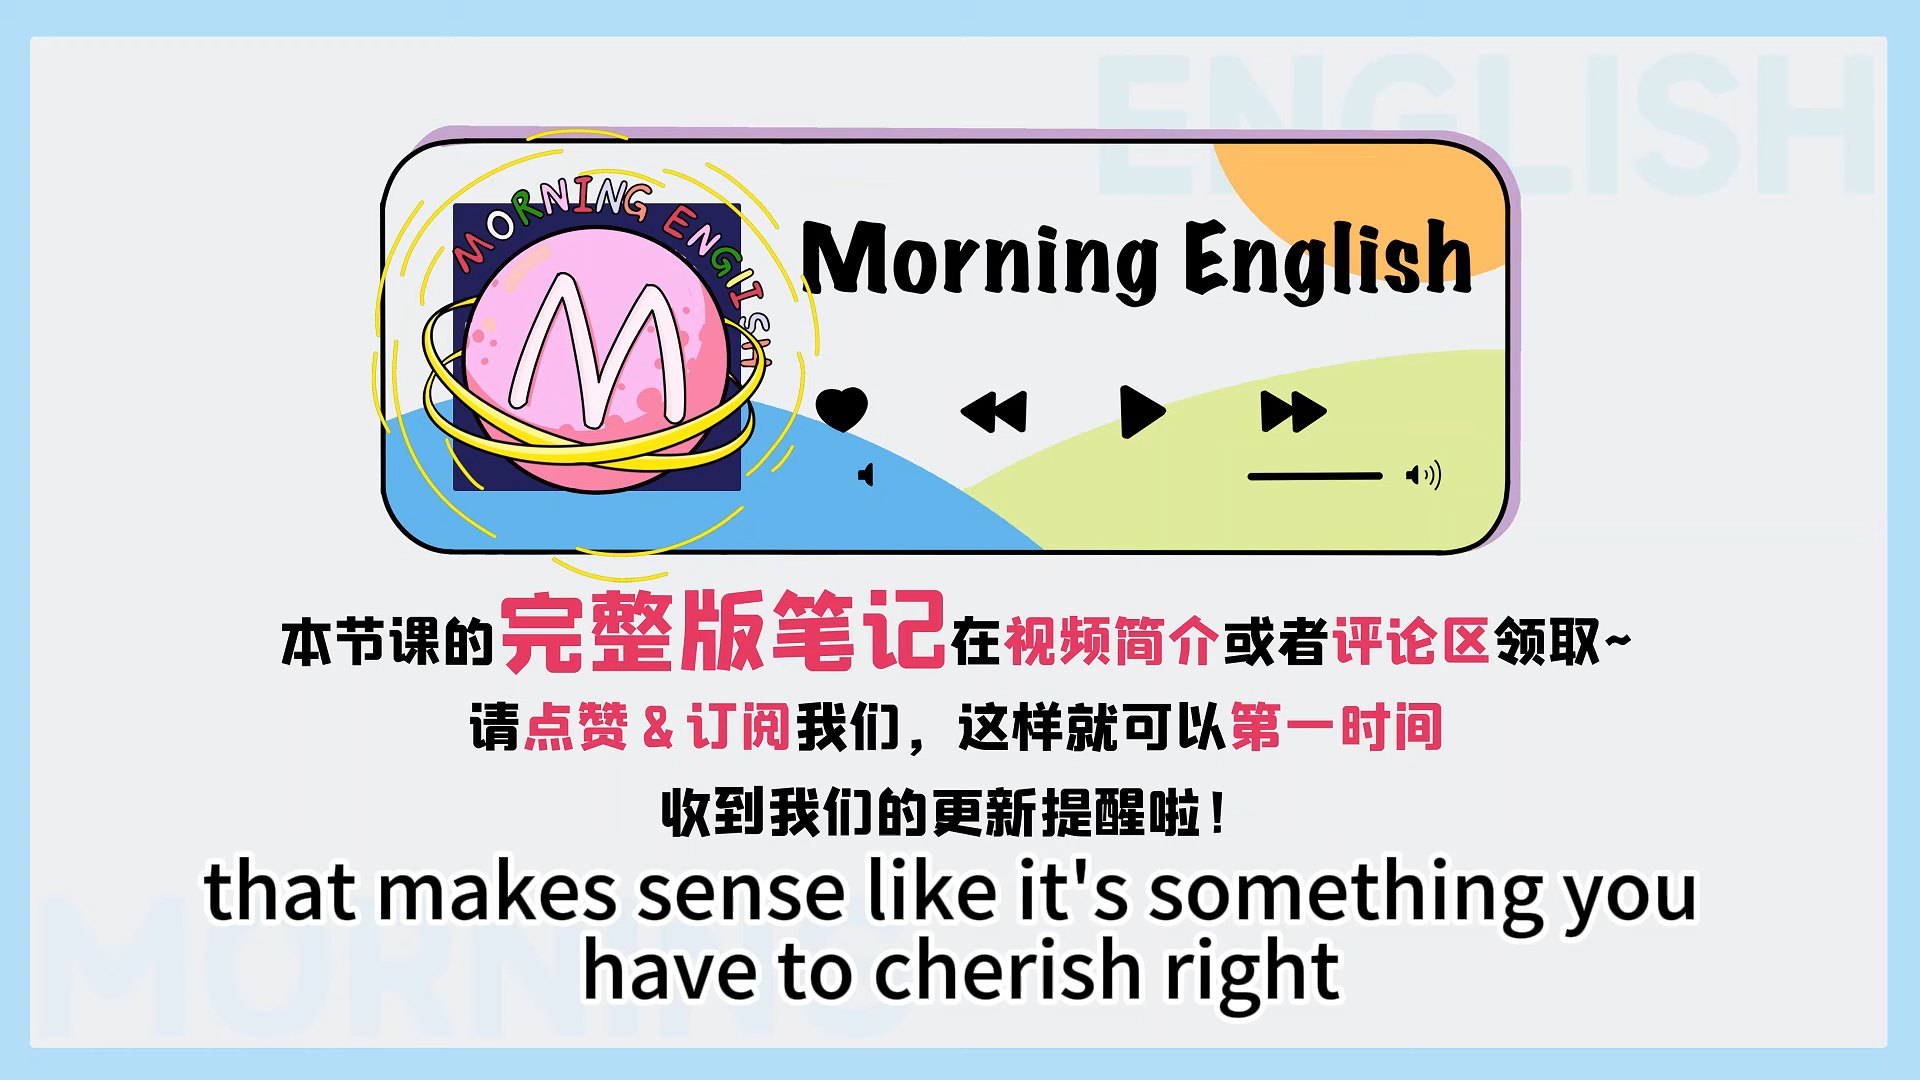 ENGLISH
MORNING ENGLISH
M
Morning English
本节课的完整版笔记在视频简介或者评论区领取~
请点赞&订阅我们，这样就可以第一时间
收到我们的更新提醒啦！
that makes sense like it's something you
have to cherish right
MORNING